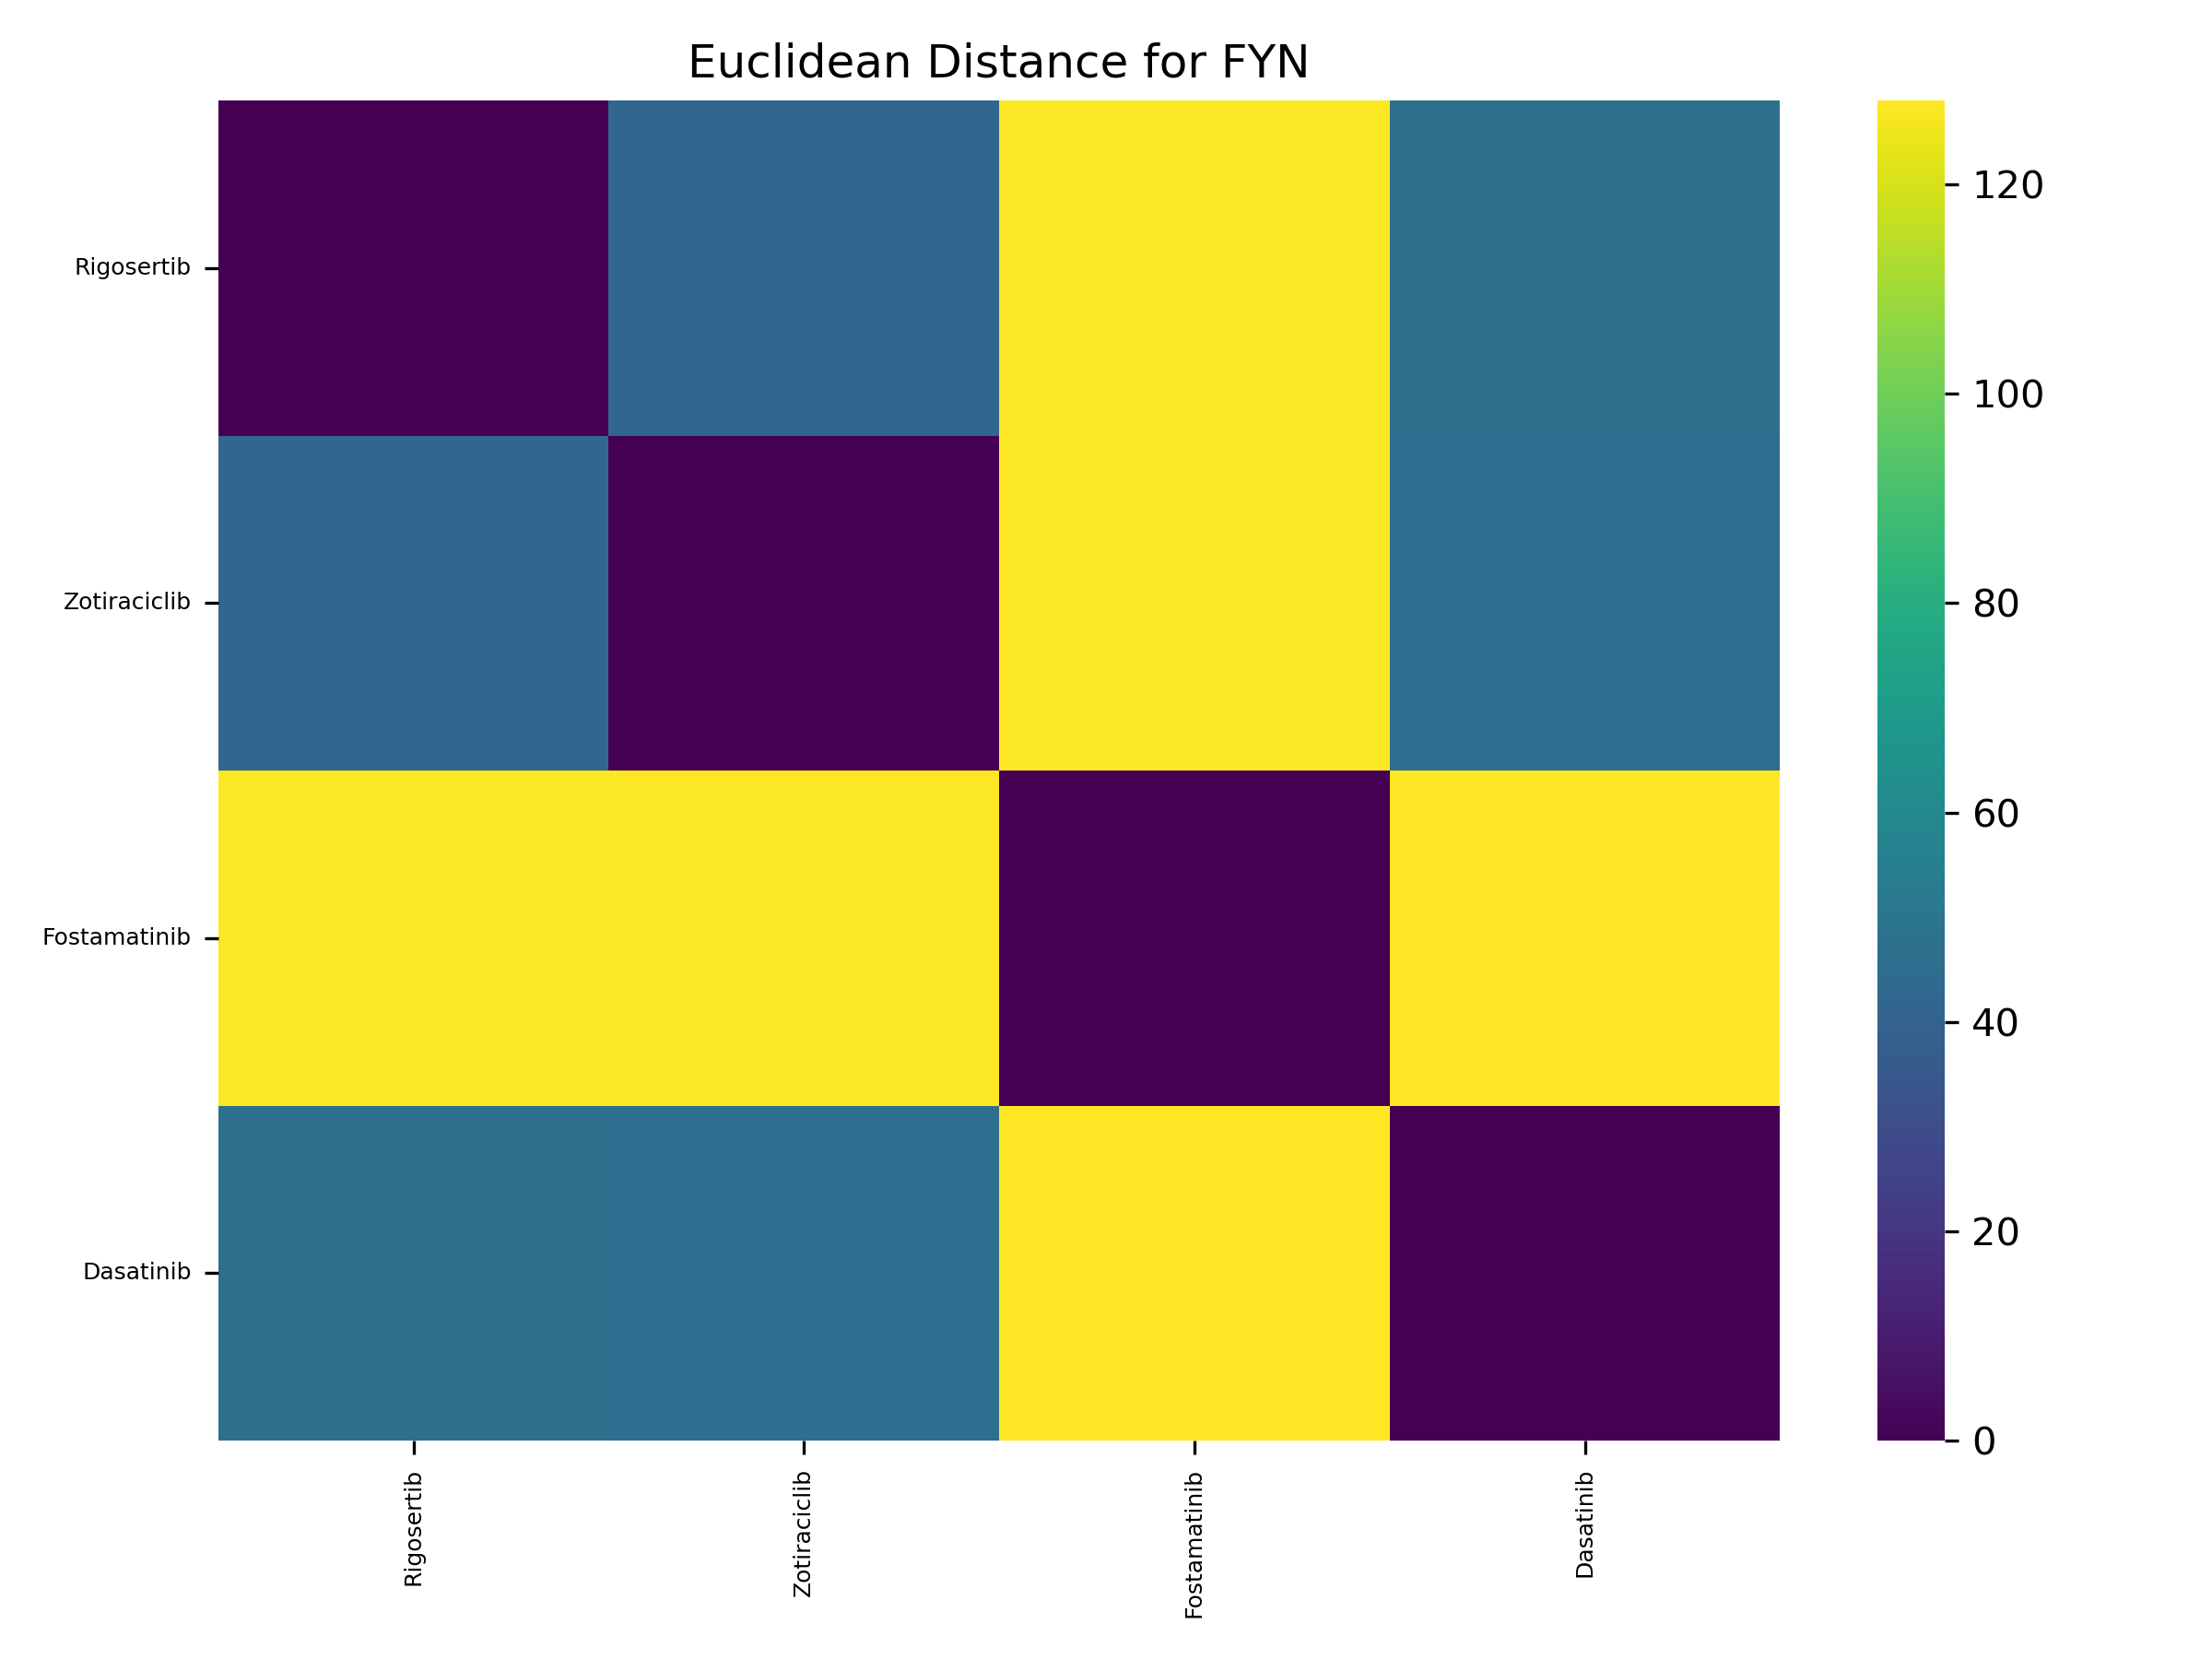 Euclidean Distance for FYN
Rigosertib
Zotiraciclib
Fostamatinib
Dasatinib
Rigosertib
Zotiraciclib
Fostamatinib
Dasatinib
120
100
80
60
40
20
0